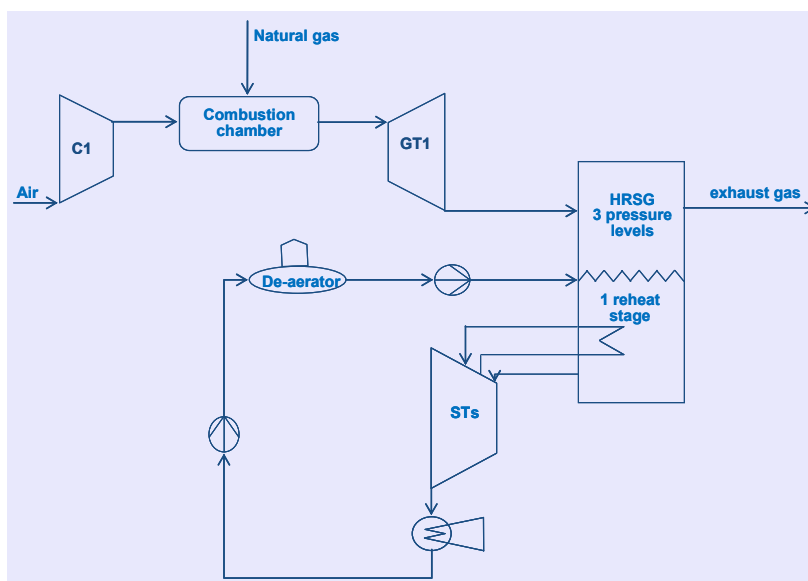 Natural gas
Combustion
chamber
C1
GT1
Air
HRSG
3 pressure
levels
exhaust gas
De-aerator
1 reheat
stage
STs